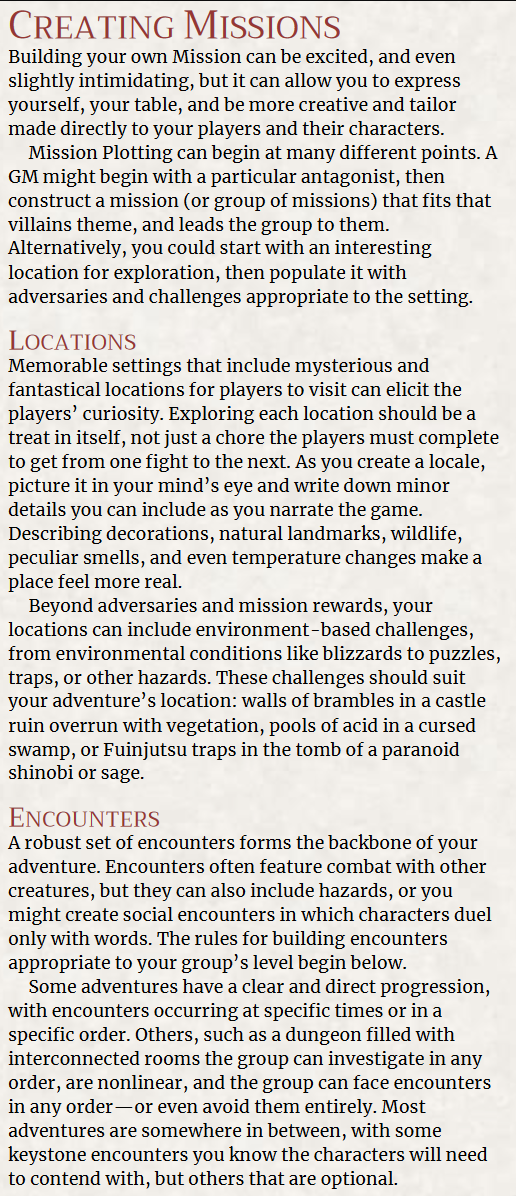 Creating Missions
Building your own Mission can be excited, and even
slightly intimidating, but it can allow you to express
yourself, your table, and be more creative and tailor
made directly to your players and their characters.
Mission Plotting can begin at many different points. A
GM might begin with a particular antagonist, then
construct a mission (or group of missions) that fits that
villains theme, and leads the group to them.
Alternatively, you could start with an interesting
location for exploration, then populate it with
adversaries and challenges appropriate to the setting.
Locations
Memorable settings that include mysterious and
fantastical locations for players to visit can elicit the
players’ curiosity. Exploring each location should be a
treat in itself, not just a chore the players must complete
to get from one fight to the next. As you create a locale,
picture it in your mind’s eye and write down minor
details you can include as you narrate the game.
Describing decorations, natural landmarks, wildlife,
peculiar smells, and even temperature changes make a
place feel more real.
Beyond adversaries and mission rewards, your
locations can include environment-based challenges,
from environmental conditions like blizzards to puzzles,
traps, or other hazards. These challenges should suit
your adventure’s location: walls of brambles in a castle
ruin overrun with vegetation, pools of acid in a cursed
swamp, or Fuinjutsu traps in the tomb of a paranoid
shinobi or sage.
Encounters
A robust set of encounters forms the backbone of your
adventure. Encounters often feature combat with other
creatures, but they can also include hazards, or you
might create social encounters in which characters duel
only with words. The rules for building encounters
appropriate to your group’s level begin below.
Some adventures have a clear and direct progression,
with encounters occurring at specific times or in a
specific order. Others, such as a dungeon filled with
interconnected rooms the group can investigate in any
order, are nonlinear, and the group can face encounters
in any order—or even avoid them entirely. Most
adventures are somewhere in between, with some
keystone encounters you know the characters will need
to contend with, but others that are optional.